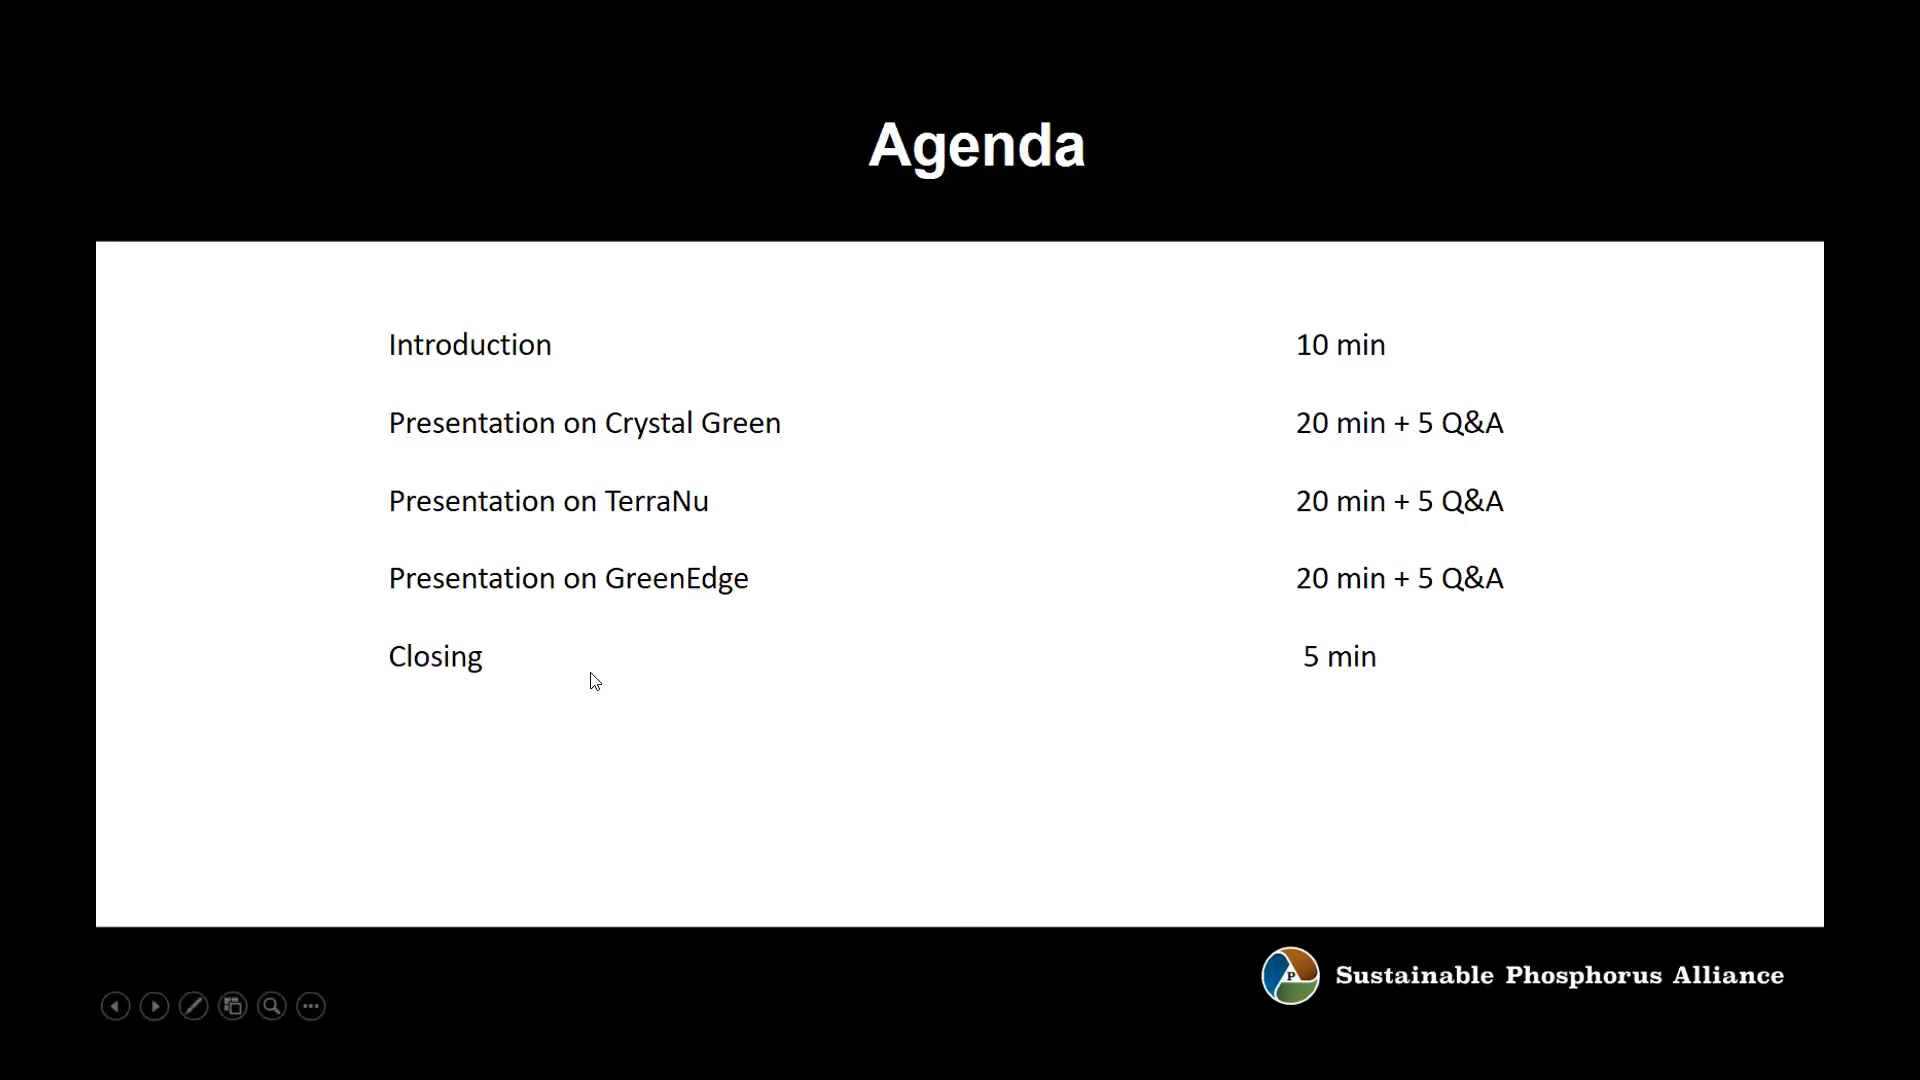 Agenda
Introduction 10 min
Presentation on Crystal Green 20 min + 5 Q&A
Presentation on TerraNu 20 min + 5 Q&A
Presentation on GreenEdge 20 min + 5 Q&A
Closing 5 min
P Sustainable Phosphorus Alliance